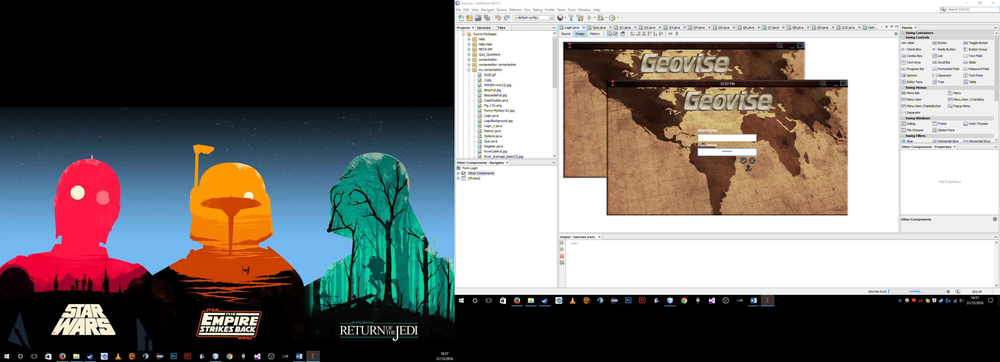 STAR
WARS
STAR
THE
EMPIRE
STRIKES BACK
WARS
STAR WARS
RETURN OF THE JEDI
10:57
31/12/2016
Geovise - NetBeans IDE 8.1
File Edit View Navigate Source Refactor Run Debug Profile Team Tools Window Help
Search (Ctrl+I)
<default config>
Projects Services Files
Source Packages
Help
Help.Help
META-INF
Quiz_Questions
contacteditor
contacteditor.contacteditor
my.contacteditor
0030.gif
2.jpg
959385-river[1].jpg
BiharFull.jpg
BoscastleFull.jpg
CaseStudies.java
Fig.1.fw.png
Funny-Monkey-81.jpg
Login.java
LoginBackground.jpg
Login_1.java
MainUI.java
Options.java
Quiz.java
Register.java
RiverColeFull.jpg
River_drainage_basin[1].jpg
Other Components - Navigator
Form Login
Other Components
[JFrame]
Login.java Quiz.java Q1.java Q2.java Q3.java Q4.java Q5.java Q6.java Q7.java Q8.java Q9.java Q10.java Opti...
Source Design History
Geovise
10:57 PM
Geovise
Username
Password
*******
Output - Geovise (run)
run:
Palette
Swing Containers
Swing Controls
Label Button Toggle Button
Check Box Radio Button Button Group
Combo Box List Text Field
Text Area Scroll Bar Slider
Progress Bar Formatted Field Password Field
Spinner Separator Text Pane
Editor Pane Tree Table
Swing Menus
Menu Bar Menu
Menu Item Menu Item / CheckBox
Menu Item / RadioButton Popup Menu
Separator
Swing Windows
Dialog Frame Color Chooser
File Chooser Option Pane
Swing Fillers
Glue Horizontal Glue Horizontal Strut
Other Components - Properties
<No Properties>
Other Components
Geovise (run) running... 202:29
10:57
31/12/2016